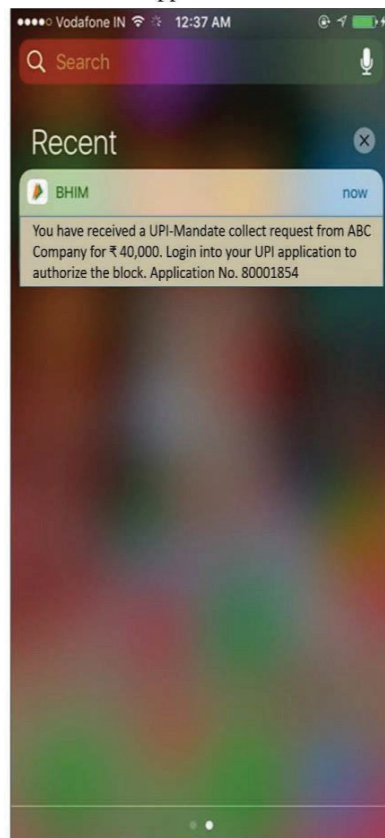 Vodafone IN 12:37 AM
Search
Recent
BHIM now
You have received a UPI-Mandate collect request from ABC
Company for ₹ 40,000. Login into your UPI application to
authorize the block. Application No. 80001854